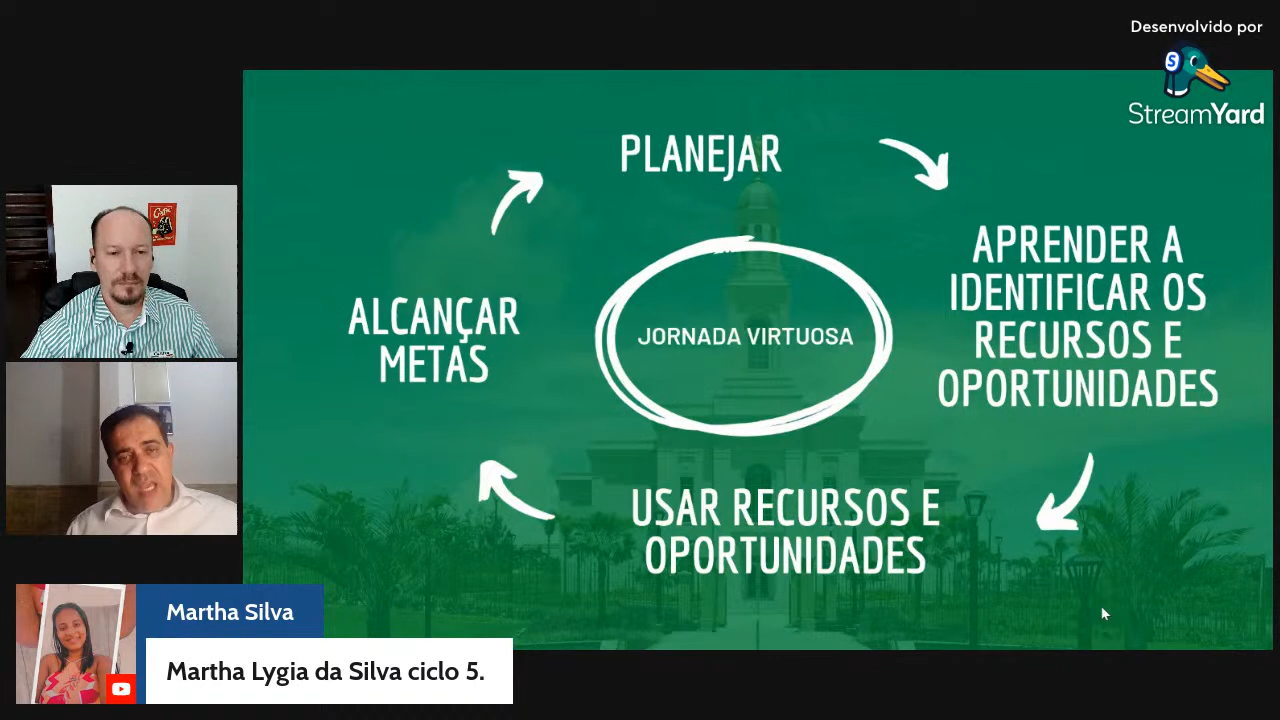 Desenvolvido por
StreamYard
PLANEJAR
APRENDER A
IDENTIFICAR OS
RECURSOS E
OPORTUNIDADES
ALCANÇAR
METAS
JORNADA VIRTUOSA
USAR RECURSOS E
OPORTUNIDADES
Martha Silva
Martha Lygia da Silva ciclo 5.